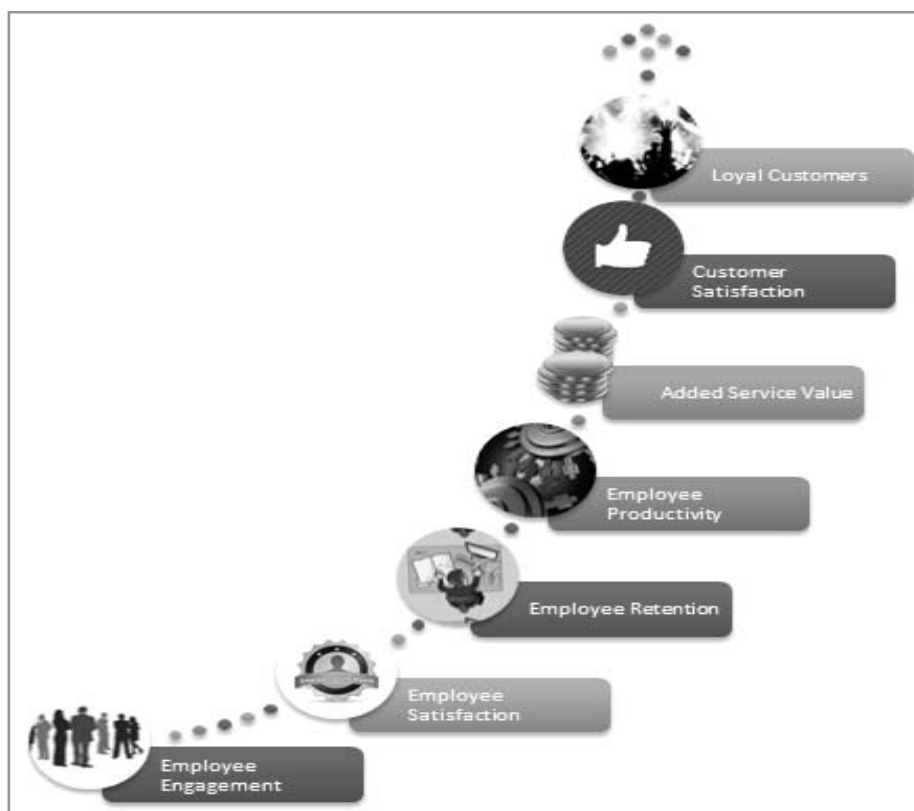 Loyal Customers
Customer
Satisfaction
Added Service Value
Employee
Productivity
Employee Retention
Employee
Satisfaction
Employee
Engagement